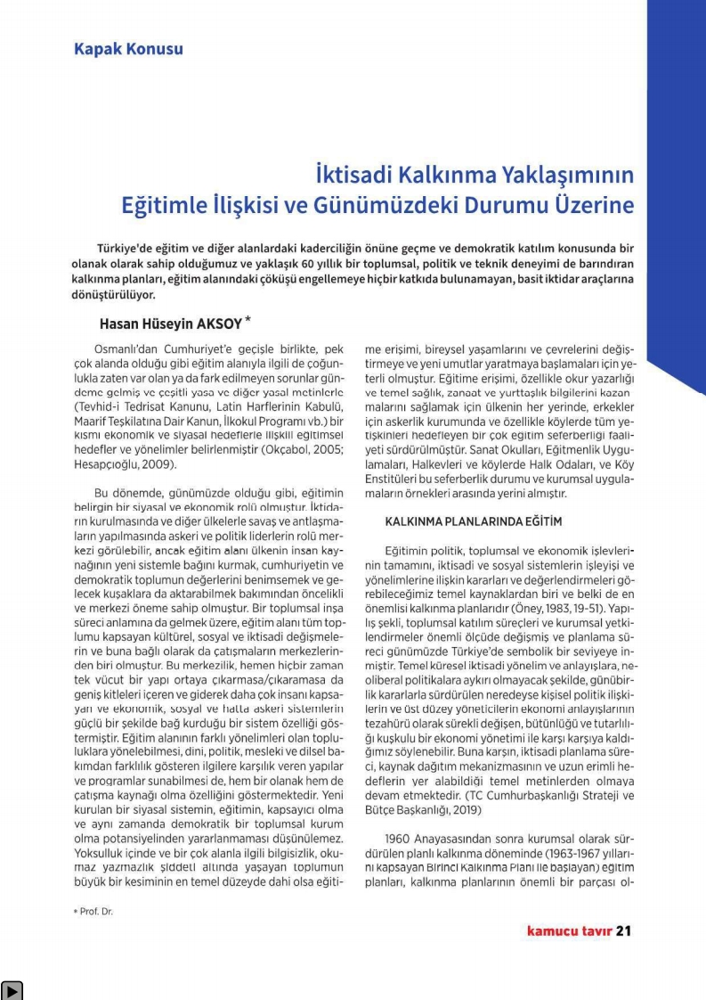 Kapak Konusu
İktisadi Kalkınma Yaklaşımının
Eğitimle İlişkisi ve Günümüzdeki Durumu Üzerine
Türkiye'de eğitim ve diğer alanlardaki kaderciliğin önüne geçme ve demokratik katılım konusunda bir
olanak olarak sahip olduğumuz ve yaklaşık 60 yıllık bir toplumsal, politik ve teknik deneyimi de barındıran
kalkınma planları, eğitim alanındaki çöküşü engellemeye hiçbir katkıda bulunamayan, basit iktidar araçlarına
dönüştürülüyor.
Hasan Hüseyin AKSOY *
Osmanlı'dan Cumhuriyet'e geçişle birlikte, pek
çok alanda olduğu gibi eğitim alanıyla ilgili de çoğun-
lukla zaten var olan ya da fark edilmeyen sorunlar gün-
deme gelmiş ve çeşitli yasa ve diğer yasal metinlerle
(Tevhid-i Tedrisat Kanunu, Latin Harflerinin Kabulü,
Maarif Teşkilatına Dair Kanun, İlkokul Programı vb.) bir
kısmı ekonomik ve siyasal hedeflerle ilişkili eğitimsel
hedefler ve yönelimler belirlenmiştir (Okçabol, 2005;
Hesapçıoğlu, 2009).
Bu dönemde, günümüzde olduğu gibi, eğitimin
belirgin bir siyasal ve ekonomik rolü olmuştur. İktida-
rın kurulmasında ve diğer ülkelerle savaş ve antlaşma-
ların yapılmasında askeri ve politik liderlerin rolü mer-
kezi görülebilir, ancak eğitim alanı ülkenin insan kay-
nağının yeni sistemle bağını kurmak, cumhuriyetin ve
demokratik toplumun değerlerini benimsemek ve ge-
lecek kuşaklara da aktarabilmek bakımından öncelikli
ve merkezi öneme sahip olmuştur. Bir toplumsal inşa
süreci anlamına da gelmek üzere, eğitim alanı tüm top-
lumu kapsayan kültürel, sosyal ve iktisadi değişmele-
rin ve buna bağlı olarak da çatışmaların merkezlerin-
den biri olmuştur. Bu merkezilik, hemen hiçbir zaman
tek vücut bir yapı ortaya çıkarmasa/çıkaramasa da
geniş kitleleri içeren ve giderek daha çok insanı kapsa-
yan ve ekonomik, sosyal ve hatta askeri sistemlerin
güçlü bir şekilde bağ kurduğu bir sistem özelliği gös-
termiştir. Eğitim alanının farklı yönelimleri olan toplu-
luklara yönelebilmesi, dini, politik, mesleki ve dilsel ba-
kımdan farklılık gösteren ilgilere karşılık veren yapılar
ve programlar sunabilmesi de, hem bir olanak hem de
çatışma kaynağı olma özelliğini göstermektedir. Yeni
kurulan bir siyasal sistemin, eğitimin, kapsayıcı olma
ve aynı zamanda demokratik bir toplumsal kurum
olma potansiyelinden yararlanmaması düşünülemez.
Yoksulluk içinde ve bir çok alanla ilgili bilgisizlik, oku-
maz yazmazlık şiddeti altında yaşayan toplumun
büyük bir kesiminin en temel düzeyde dahi olsa eğiti-
me erişimi, bireysel yaşamlarını ve çevrelerini değiş-
tirmeye ve yeni umutlar yaratmaya başlamaları için ye-
terli olmuştur. Eğitime erişimi, özellikle okur yazarlığı
ve temel sağlık, zanaat ve yurttaşlık bilgilerini kazan
malarını sağlamak için ülkenin her yerinde, erkekler
için askerlik kurumunda ve özellikle köylerde tüm ye-
tişkinleri hedefleyen bir çok eğitim seferberliği faali-
yeti sürdürülmüştür. Sanat Okulları, Eğitmenlik Uygu-
lamaları, Halkevleri ve köylerde Halk Odaları, ve Köy
Enstitüleri bu seferberlik durumu ve kurumsal uygula-
maların örnekleri arasında yerini almıştır.
KALKINMA PLANLARINDA EĞİTİM
Eğitimin politik, toplumsal ve ekonomik işlevleri-
nin tamamını, iktisadi ve sosyal sistemlerin işleyişi ve
yönelimlerine ilişkin kararları ve değerlendirmeleri gö-
rebileceğimiz temel kaynaklardan biri ve belki de en
önemlisi kalkınma planlarıdır (Öney, 1983, 19-51). Yapı-
lış şekli, toplumsal katılım süreçleri ve kurumsal yetki-
lendirmeler önemli ölçüde değişmiş ve planlama sü-
reci günümüzde Türkiye'de sembolik bir seviyeye in-
miştir. Temel küresel iktisadi yönelim ve anlayışlara, ne-
oliberal politikalara aykırı olmayacak şekilde, günübir-
lik kararlarla sürdürülen neredeyse kişisel politik ilişki-
lerin ve üst düzey yöneticilerin ekonomi anlayışlarının
tezahürü olarak sürekli değişen, bütünlüğü ve tutarlılı-
ğı kuşkulu bir ekonomi yönetimi ile karşı karşıya kaldı-
ğımız söylenebilir. Buna karşın, iktisadi planlama süre-
ci, kaynak dağıtım mekanizmasının ve uzun erimli he-
deflerin yer alabildiği temel metinlerden olmaya
devam etmektedir. (TC Cumhurbaşkanlığı Strateji ve
Bütçe Başkanlığı, 2019)
1960 Anayasasından sonra kurumsal olarak sür-
dürülen planlı kalkınma döneminde (1963-1967 yılları-
nı kapsayan Birinci Kalkınma Planı ile başlayan) eğitim
planları, kalkınma planlarının önemli bir parçası ol-
* Prof. Dr.
kamucu tavır 21